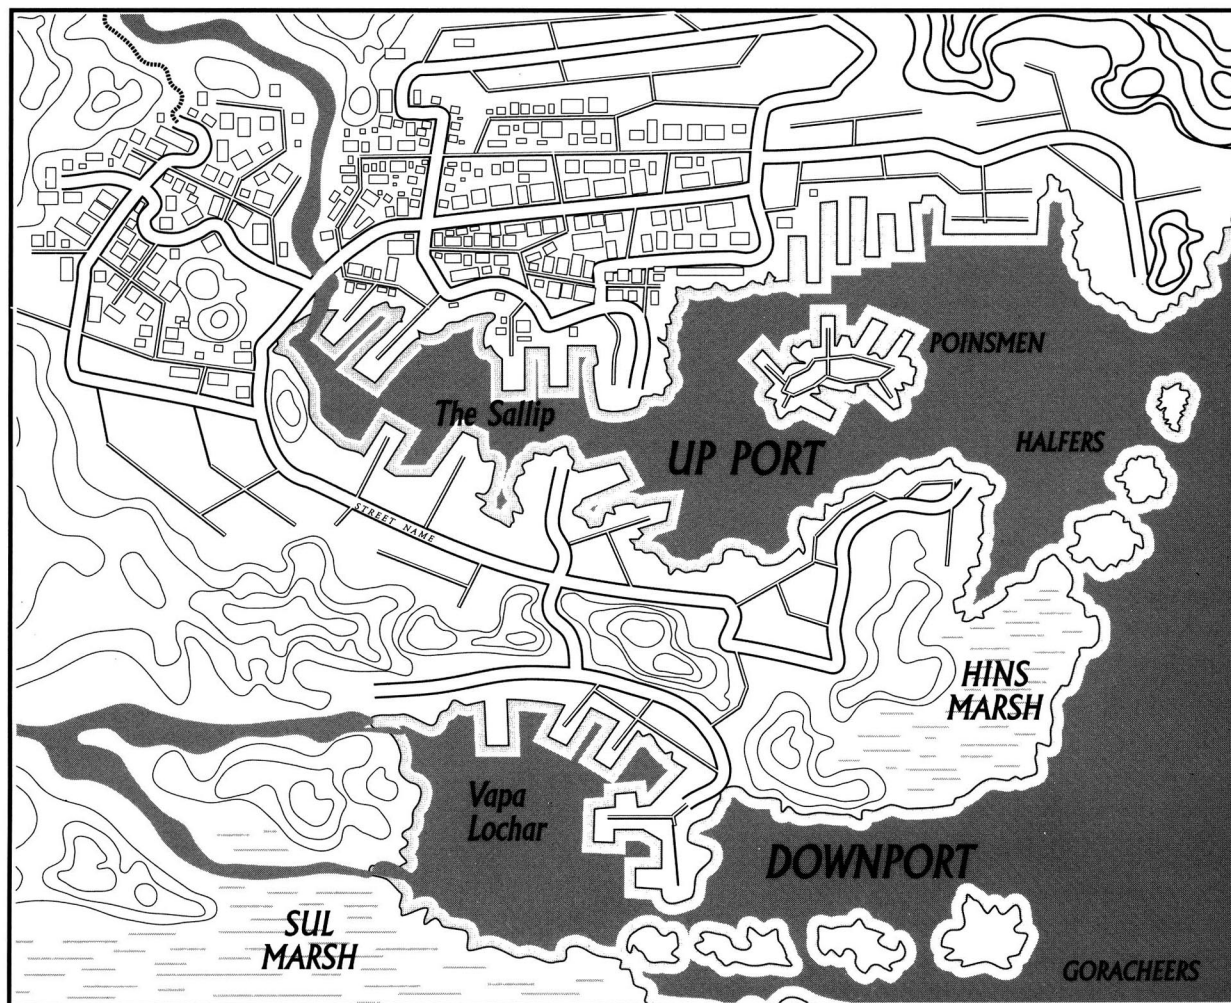 POINSMEN
The Sallip
HALFERS
UP PORT
STREET NAME
HINS
MARSH
Vapa
Lochar
DOWNPORT
SUL
MARSH
GORACHEERS